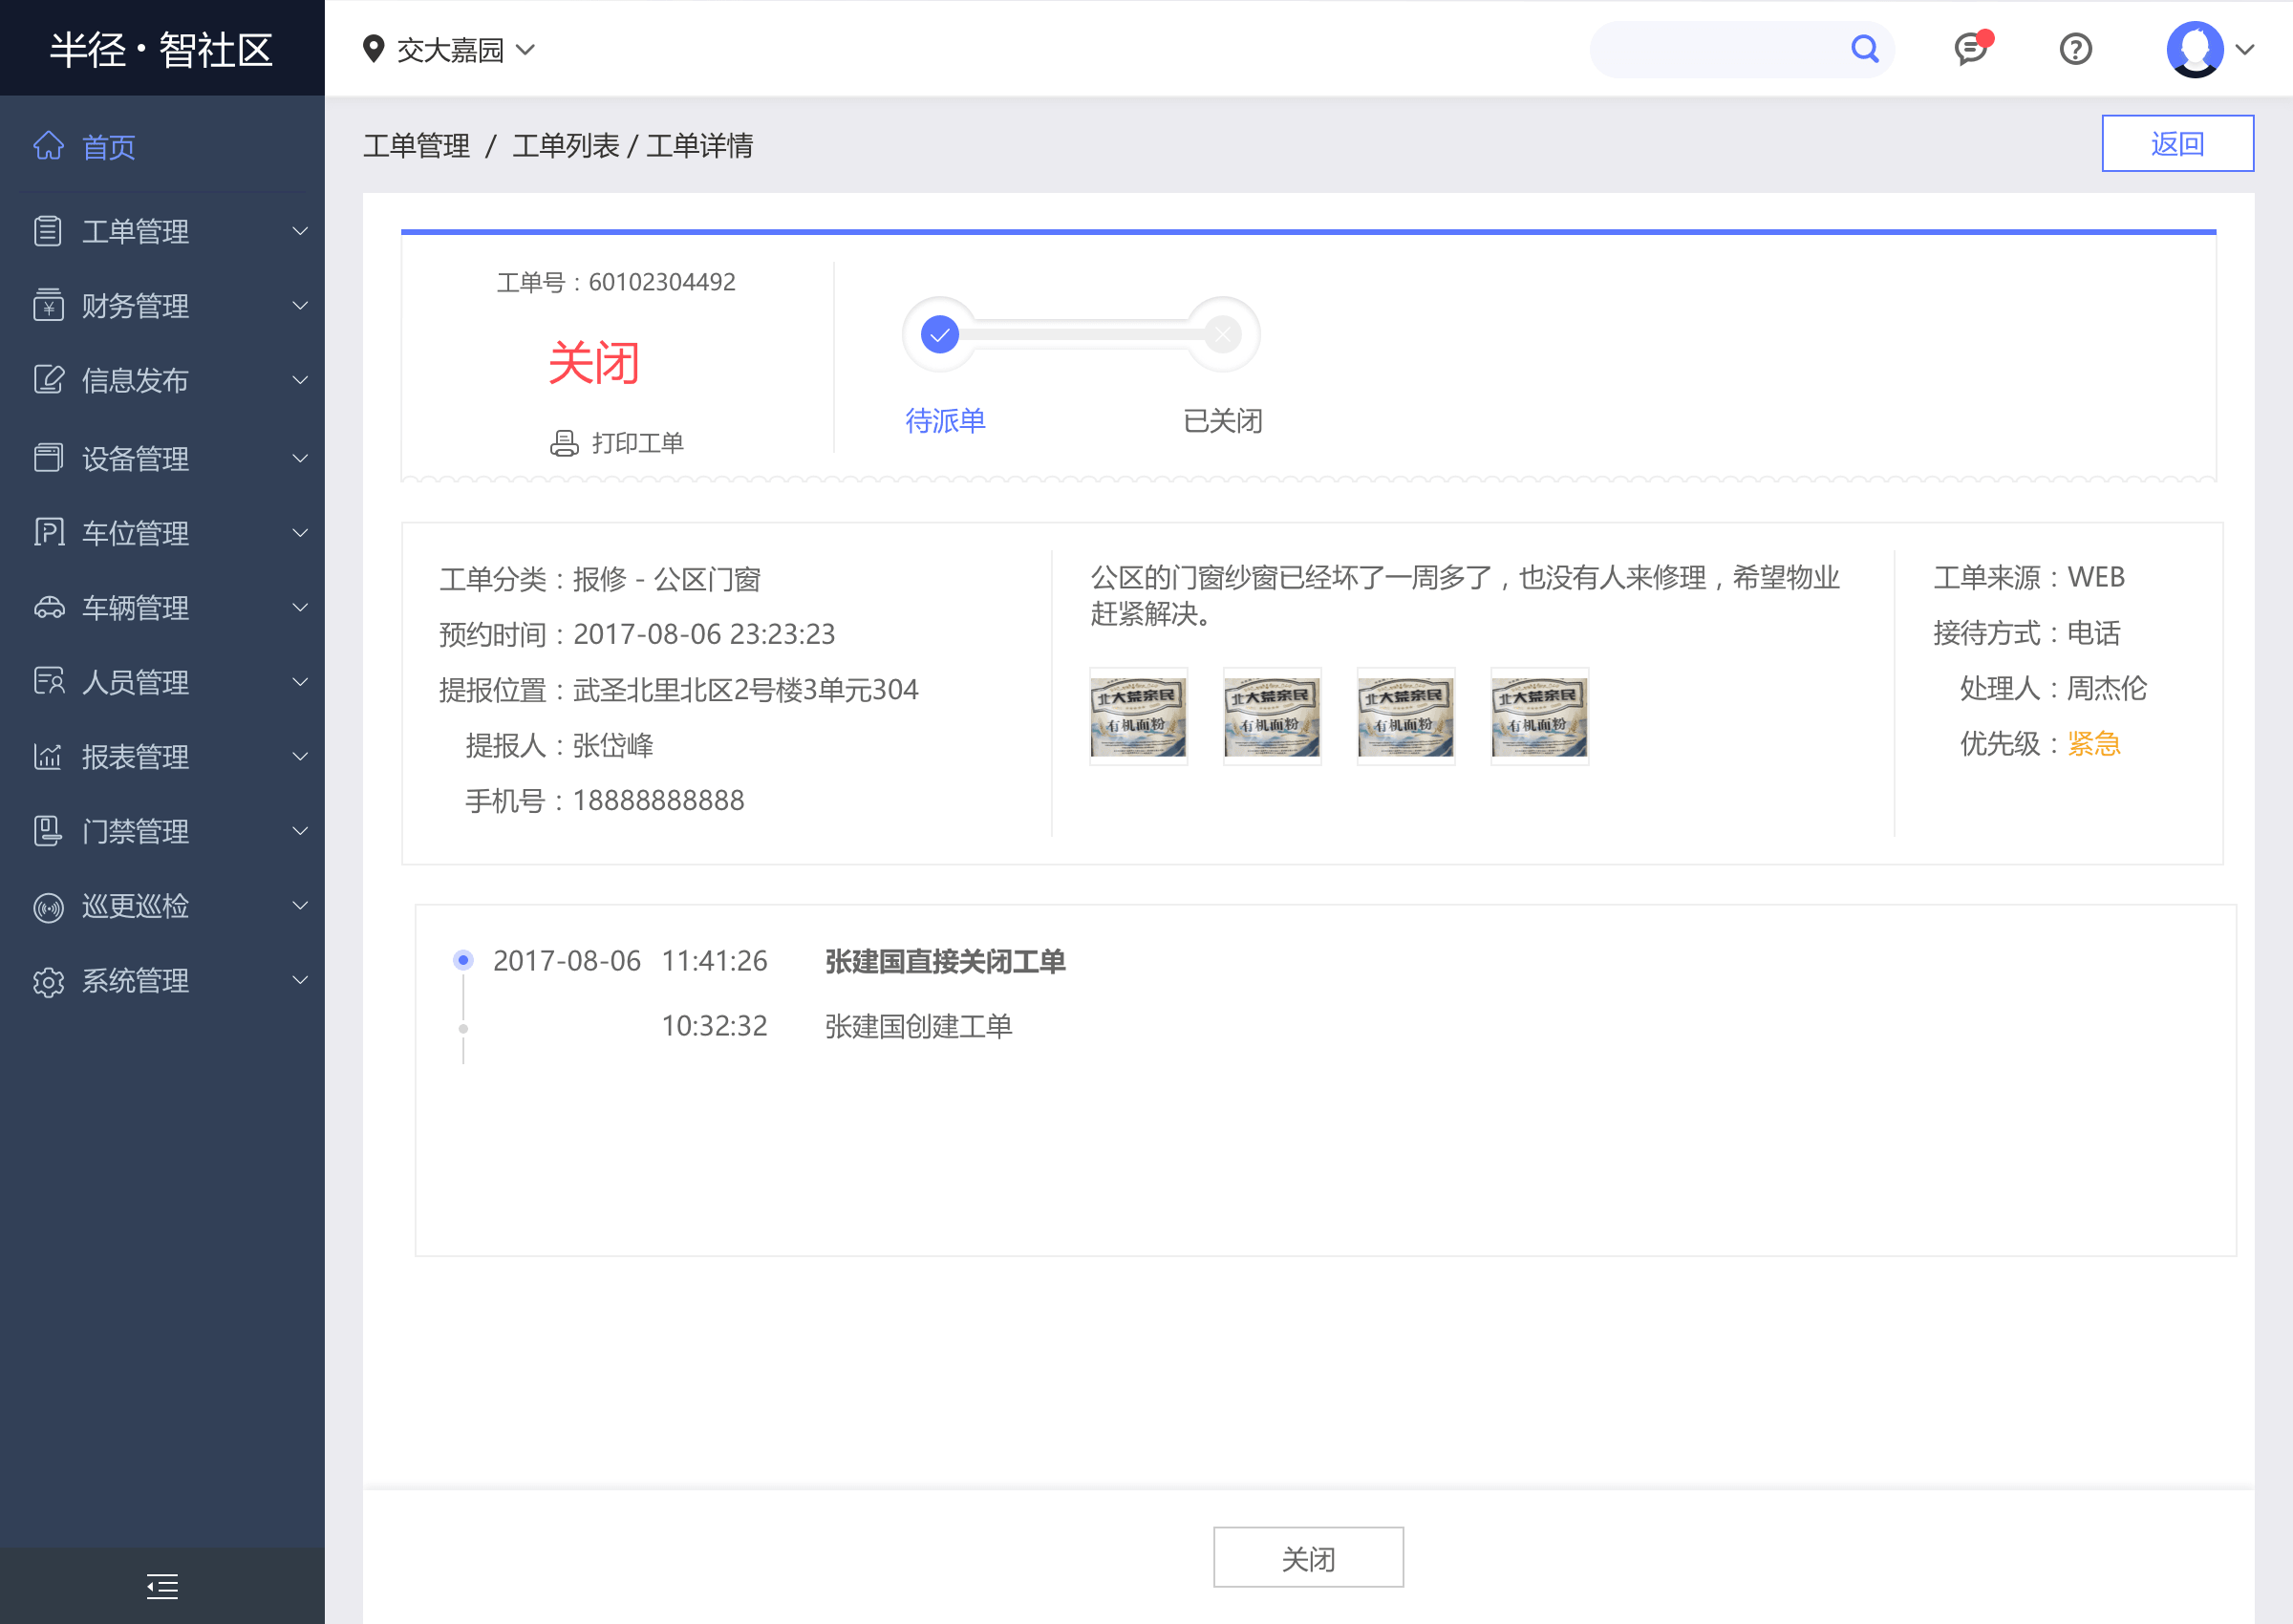 半径·智社区
交大嘉园
首页
工单管理
财务管理
信息发布
设备管理
车位管理
车辆管理
人员管理
报表管理
门禁管理
巡更巡检
系统管理
工单管理 / 工单列表 / 工单详情
返回
工单号：60102304492
关闭
打印工单
待派单
已关闭
工单分类：报修 - 公区门窗
预约时间：2017-08-06 23:23:23
提报位置：武圣北里北区2号楼3单元304
提报人：张岱峰
手机号：18888888888
公区的门窗纱窗已经坏了一周多了，也没有人来修理，希望物业
赶紧解决。
北大荒亲民
有机面粉
北大荒亲民
有机面粉
北大荒亲民
有机面粉
北大荒亲民
有机面粉
工单来源：WEB
接待方式：电话
处理人：周杰伦
优先级：紧急
2017-08-06 11:41:26 张建国直接关闭工单
10:32:32 张建国创建工单
关闭